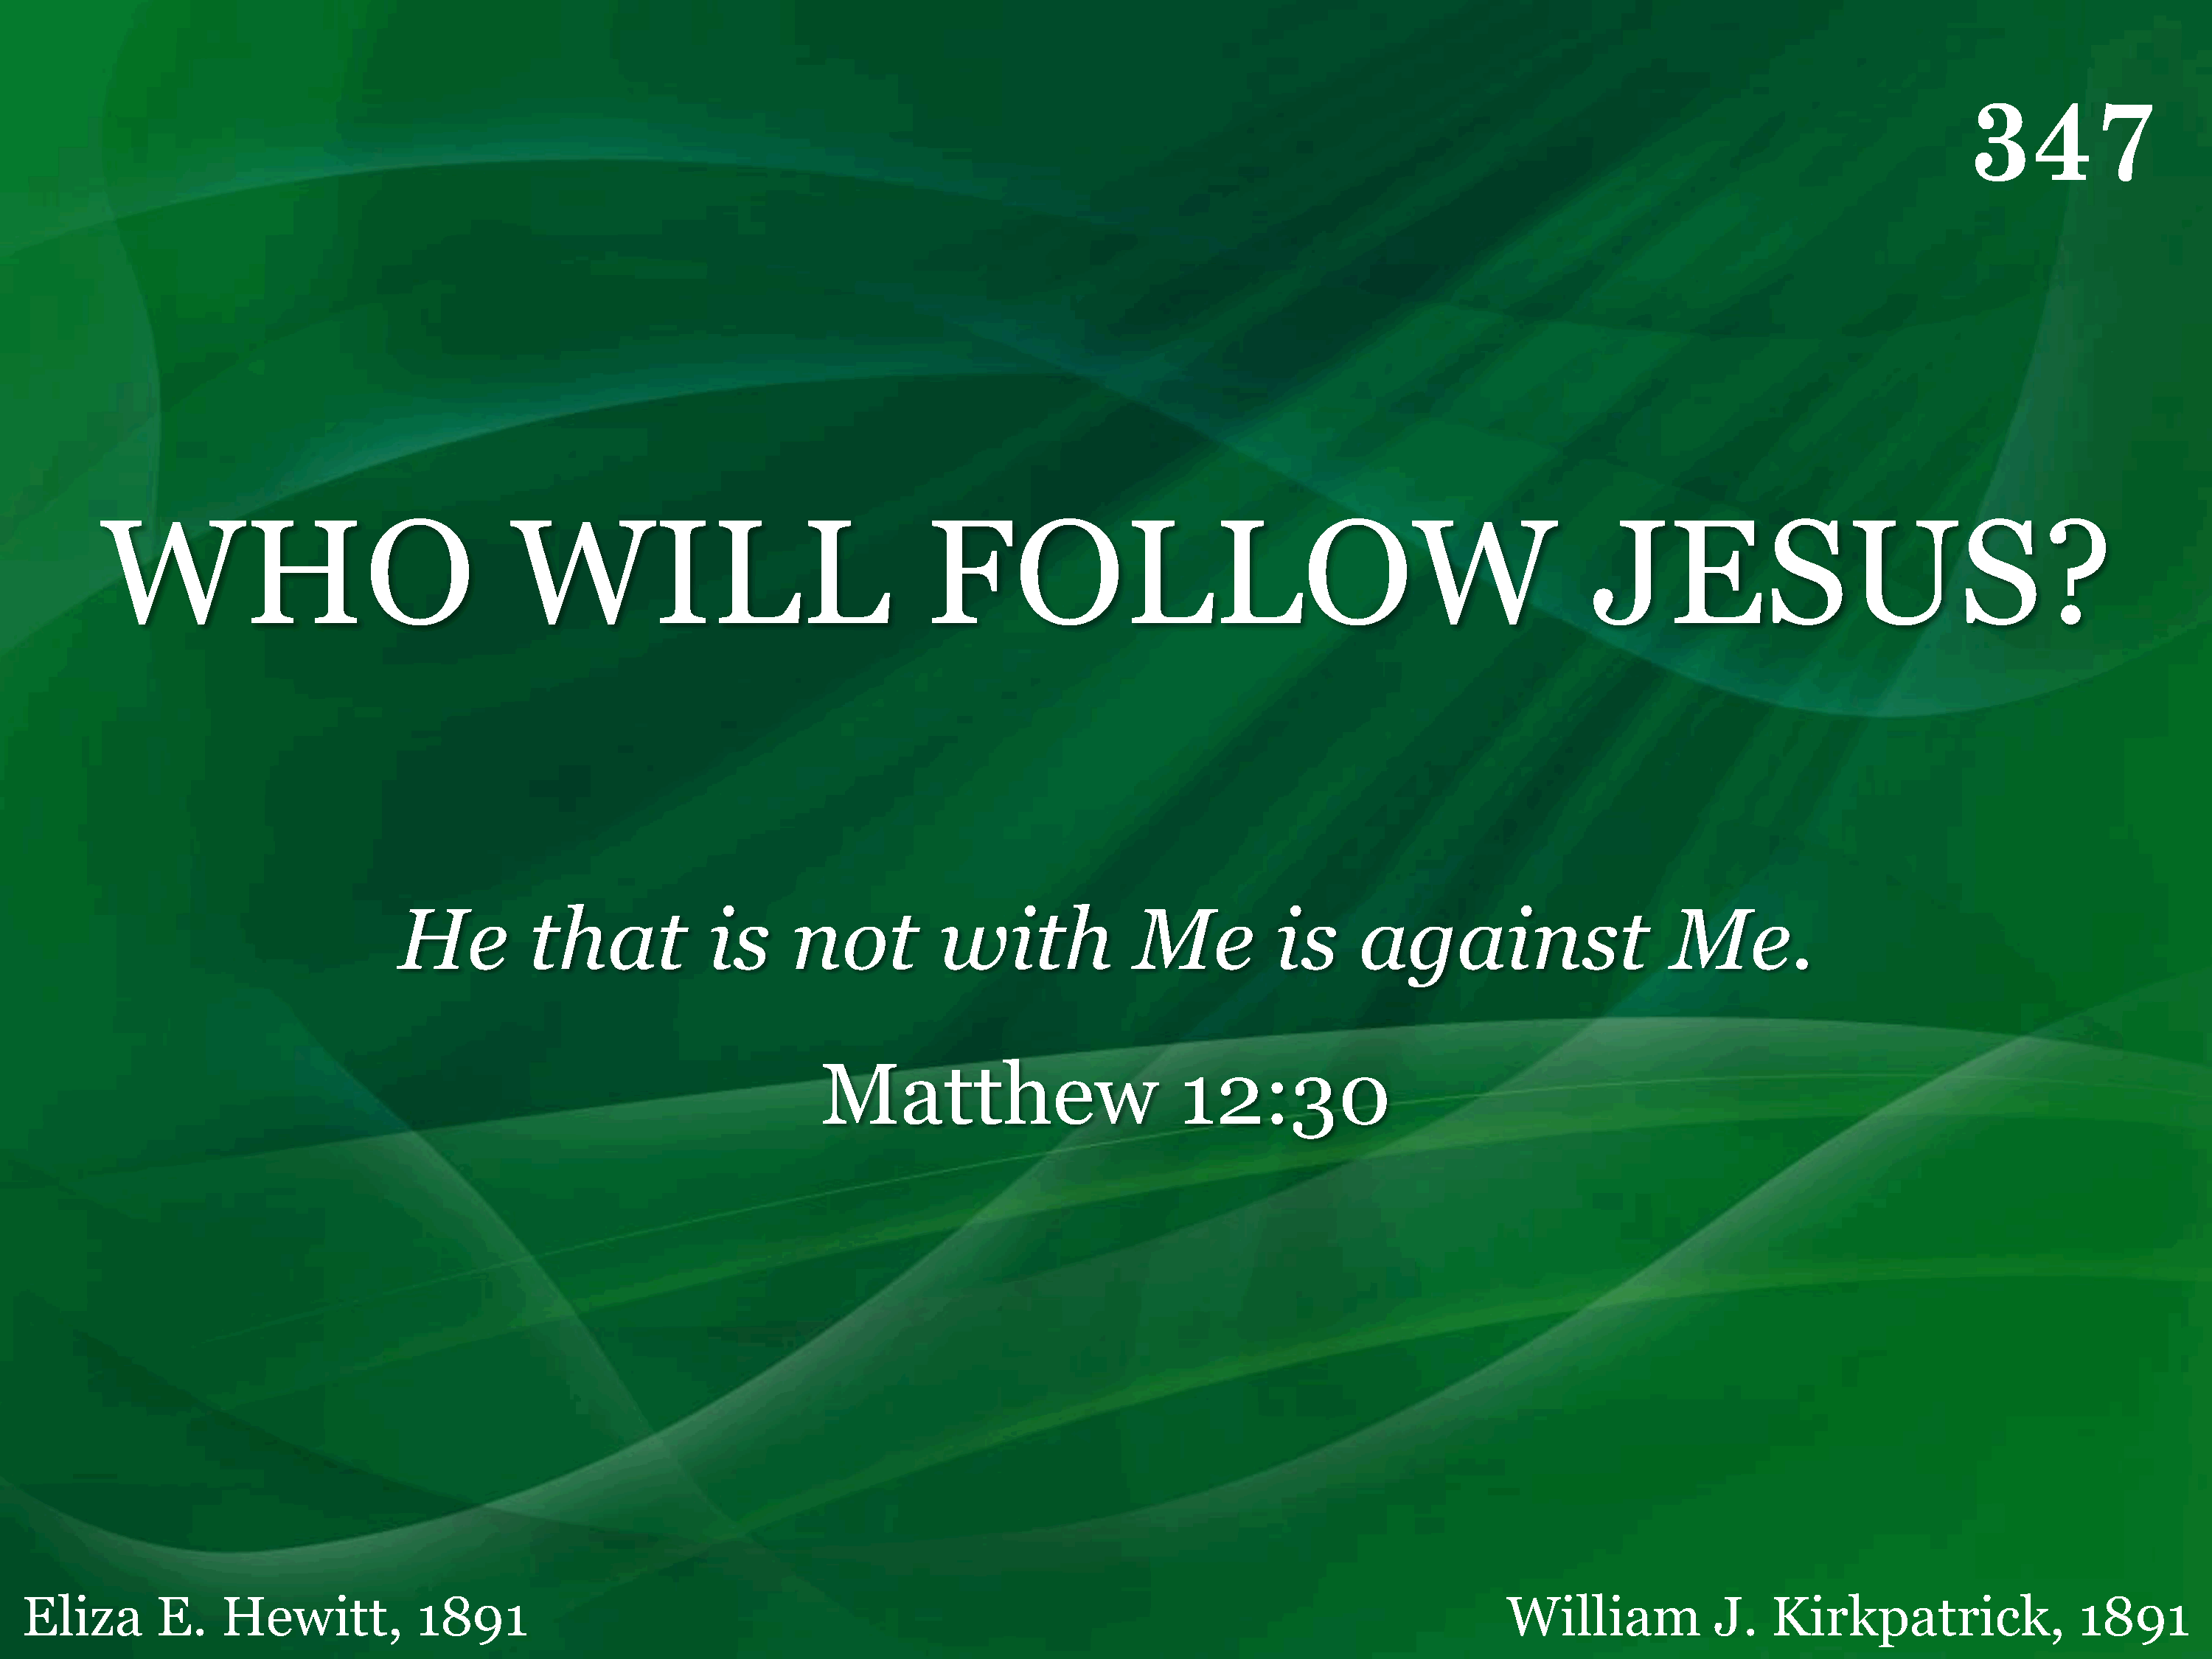 347
WHO WILL FOLLOW JESUS?
He that is not with Me is against Me.
Matthew 12:30
Eliza E. Hewitt, 1891
William J. Kirkpatrick, 1891